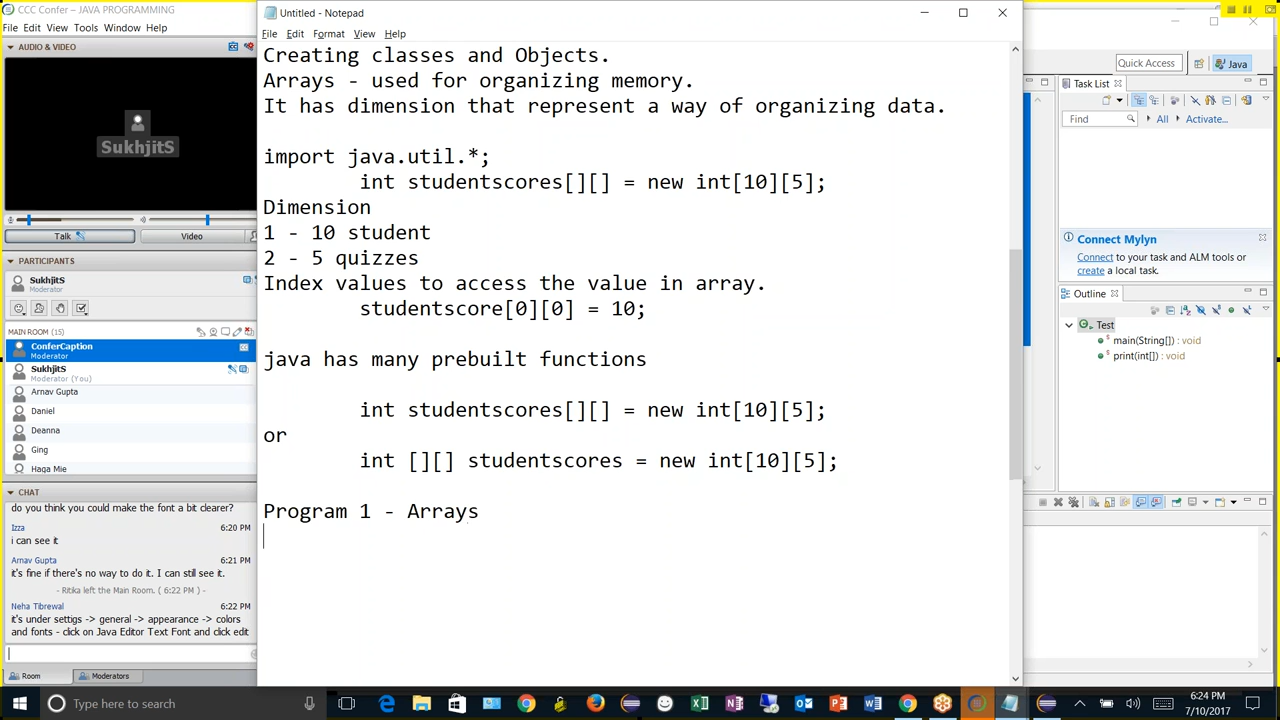 CCC Confer - JAVA PROGRAMMING
File Edit View Tools Window Help
AUDIO & VIDEO
SukhjitS
Talk
Video
PARTICIPANTS
SukhjitS
Moderator
MAIN ROOM (15)
ConferCaption
Moderator
SukhjitS
Moderator (You)
Arnav Gupta
Daniel
Deanna
Ging
Haqa Mie
CHAT
do you think you could make the font a bit clearer?
Izza 6:20 PM
i can see it
Arnav Gupta 6:21 PM
it's fine if there's no way to do it. I can still see it.
- Ritika left the Main Room. ( 6:22 PM ) -
Neha Tibrewal 6:22 PM
it's under settigs -> general -> appearance -> colors
and fonts - click on Java Editor Text Font and click edit
Room
Moderators
Untitled - Notepad
File Edit Format View Help
Creating classes and Objects.
Arrays - used for organizing memory.
It has dimension that represent a way of organizing data.
import java.util.*;
int studentscores[][] = new int[10][5];
Dimension
1 - 10 student
2 - 5 quizzes
Index values to access the value in array.
studentscore[0][0] = 10;
java has many prebuilt functions
int studentscores[][] = new int[10][5];
or
int [][] studentscores = new int[10][5];
Program 1 - Arrays
Quick Access
Java
Task List
Find
All
Activate...
Connect Mylyn
Connect to your task and ALM tools or
create a local task.
Outline
Test
main(String[]) : void
print(int[]) : void
Type here to search
6:24 PM
7/10/2017